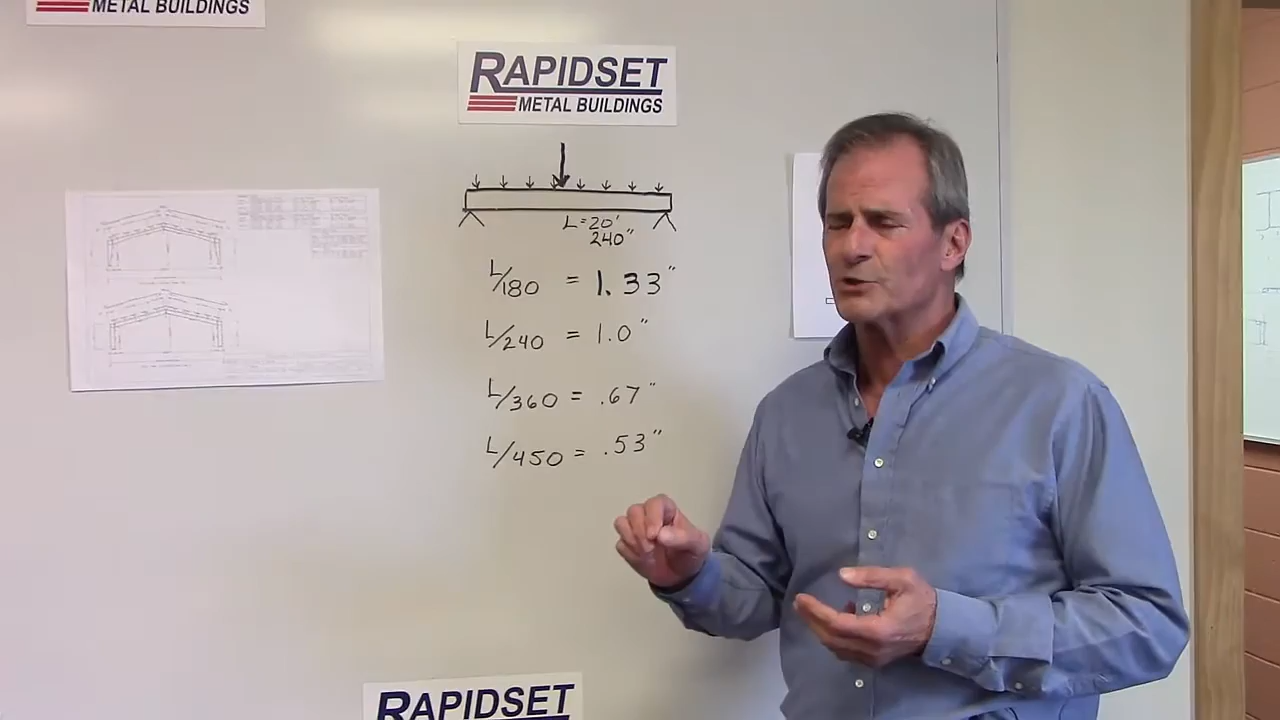 METAL BUILDINGS
RAPIDSET
METAL BUILDINGS
L=20'
240"
L/180 = 1.33"
L/240 = 1.0"
L/360 = .67"
L/450 = .53"
RAPIDSET